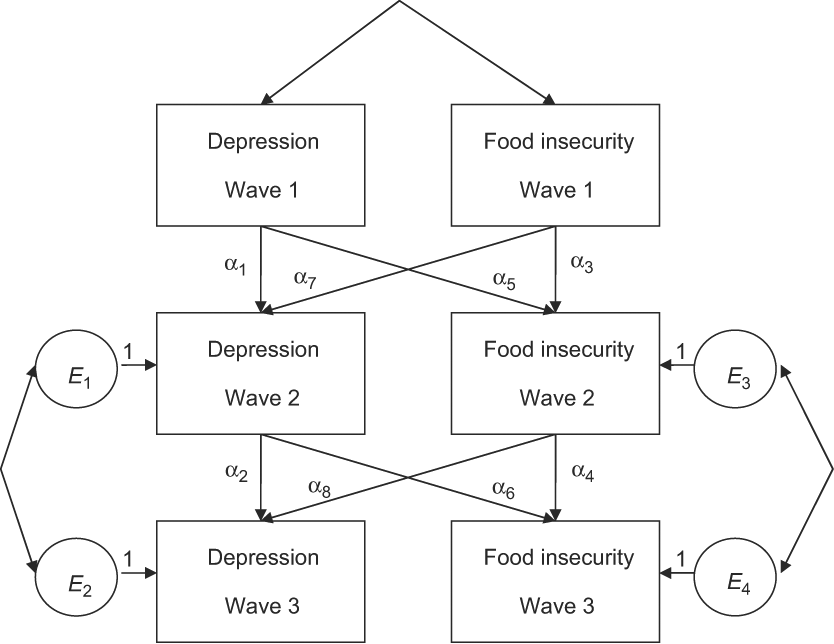 Depression
Wave 1
Food insecurity
Wave 1
α1
α7
α5
α3
Depression
Wave 2
Food insecurity
Wave 2
E1
1
1
E3
α2
α8
α6
α4
Depression
Wave 3
Food insecurity
Wave 3
E2
1
1
E4